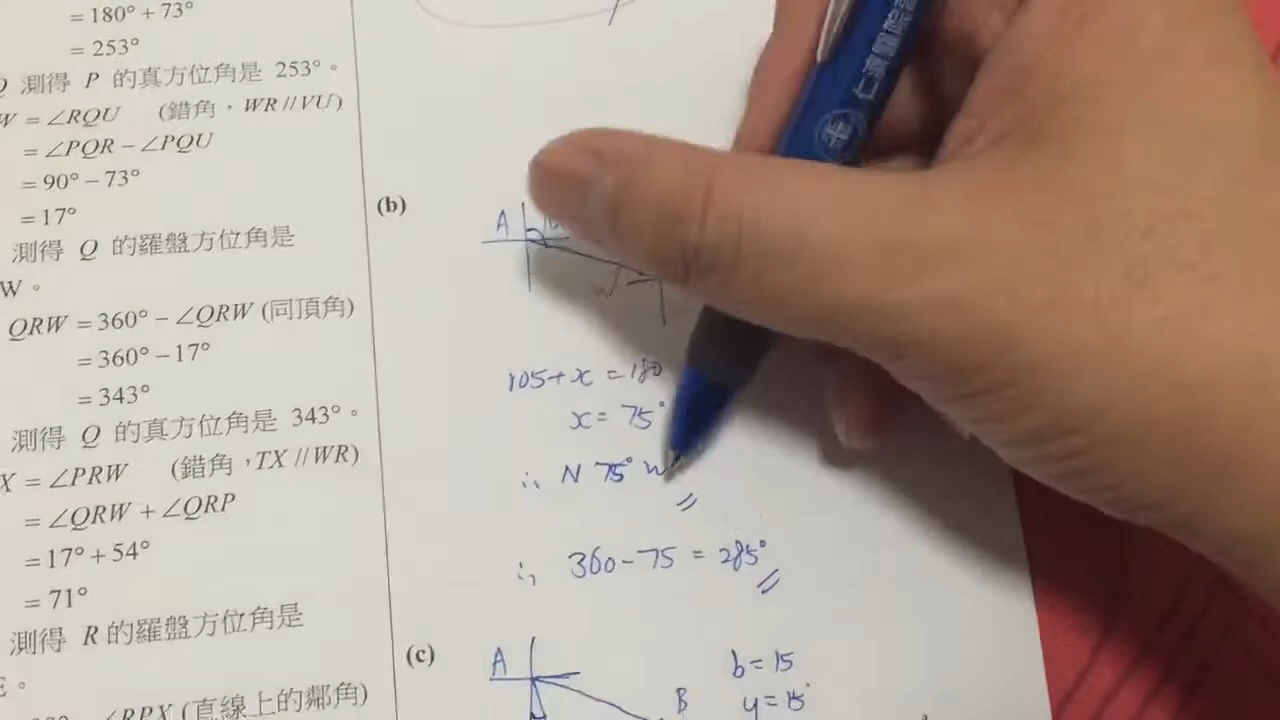 = 180° + 73°
= 253°
測得 P 的真方位角是 253°。
W = ∠RQU (錯角，WR // VU)
= ∠PQR − ∠PQU
= 90° − 73°
= 17°
測得 Q 的羅盤方位角是
W。
QRW = 360° − ∠QRW (同頂角)
= 360° − 17°
= 343°
測得 Q 的真方位角是 343°。
X = ∠PRW (錯角，TX // WR)
= ∠QRW + ∠QRP
= 17° + 54°
= 71°
測得 R 的羅盤方位角是
E。
∠RPX (直線上的鄰角)
(b)
A
W
105 + x = 180
x = 75°
∴ N 75° W
∴ 360 − 75 = 285°
(c)
A
B
b = 15
y = 15°
仁濟醫院